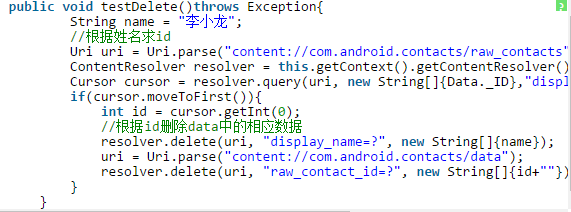 public void testDelete()throws Exception{
String name = "李小龙";
//根据姓名求id
Uri uri = Uri.parse("content://com.android.contacts/raw_contacts"
ContentResolver resolver = this.getContext().getContentResolver()
Cursor cursor = resolver.query(uri, new String[]{Data._ID},"disp
if(cursor.moveToFirst()){
int id = cursor.getInt(0);
//根据id删除data中的相应数据
resolver.delete(uri, "display_name=?", new String[]{name});
uri = Uri.parse("content://com.android.contacts/data");
resolver.delete(uri, "raw_contact_id=?", new String[]{id+""})
}
}